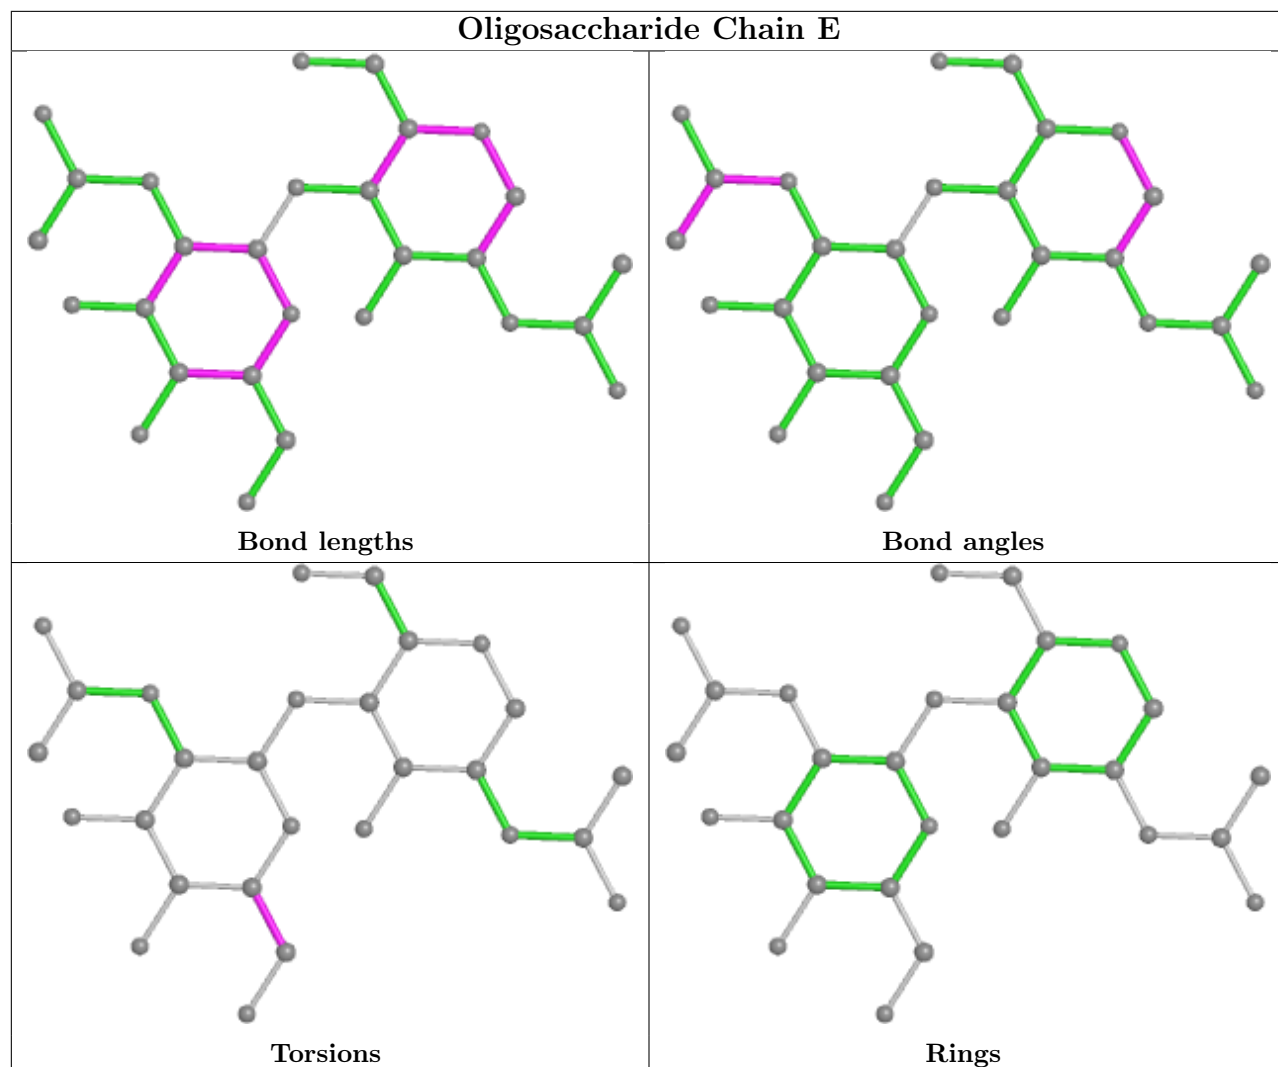 Oligosaccharide Chain E
Bond lengths
Bond angles
Torsions
Rings